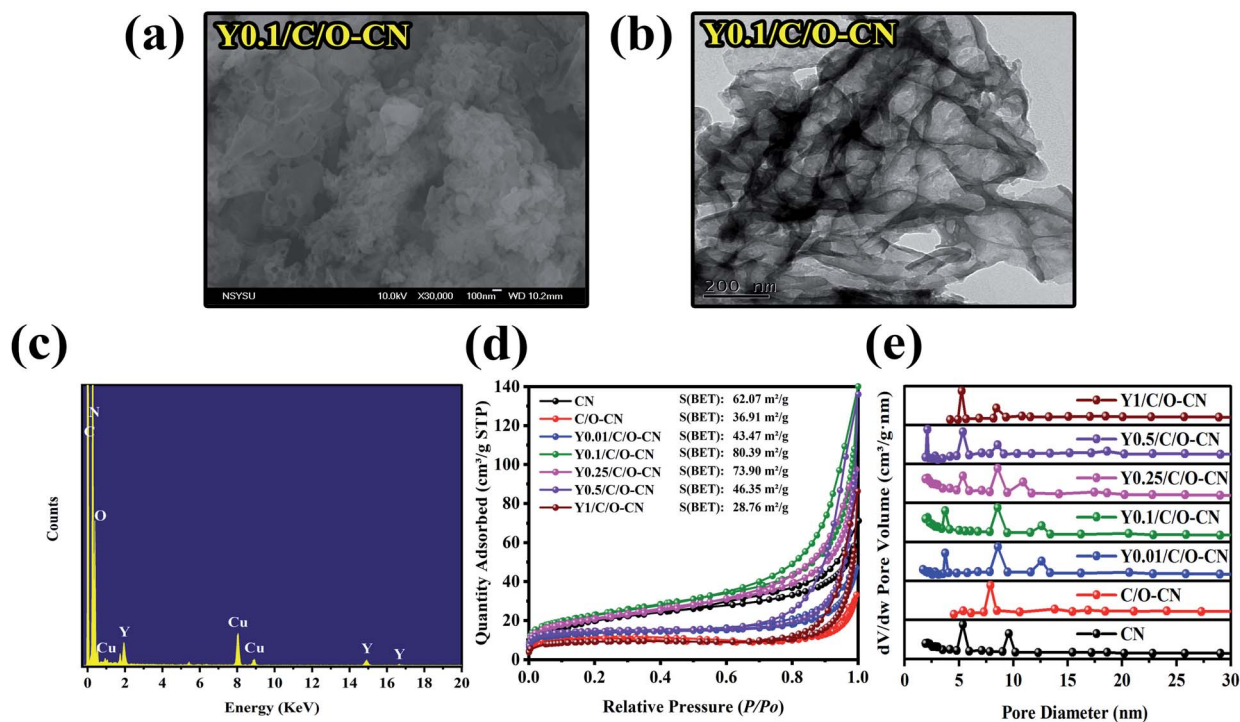 (a)
Y0.1/C/O-CN
NSYSU 10.0kV X30,000 100nm WD 10.2mm
(b)
Y0.1/C/O-CN
200 nm
(c)
Counts
N
C
O
Cu
Y
Cu
Cu
Y
Y
0 2 4 6 8 10 12 14 16 18 20
Energy (KeV)
(d)
Quantity Adsorbed (cm³/g STP)
140
120
100
80
60
40
20
0
CN S(BET): 62.07 m²/g
C/O-CN S(BET): 36.91 m²/g
Y0.01/C/O-CN S(BET): 43.47 m²/g
Y0.1/C/O-CN S(BET): 80.39 m²/g
Y0.25/C/O-CN S(BET): 73.90 m²/g
Y0.5/C/O-CN S(BET): 46.35 m²/g
Y1/C/O-CN S(BET): 28.76 m²/g
0.0 0.2 0.4 0.6 0.8 1.0
Relative Pressure (P/Po)
(e)
dV/dw Pore Volume (cm³/g·nm)
Y1/C/O-CN
Y0.5/C/O-CN
Y0.25/C/O-CN
Y0.1/C/O-CN
Y0.01/C/O-CN
C/O-CN
CN
0 5 10 15 20 25 30
Pore Diameter (nm)